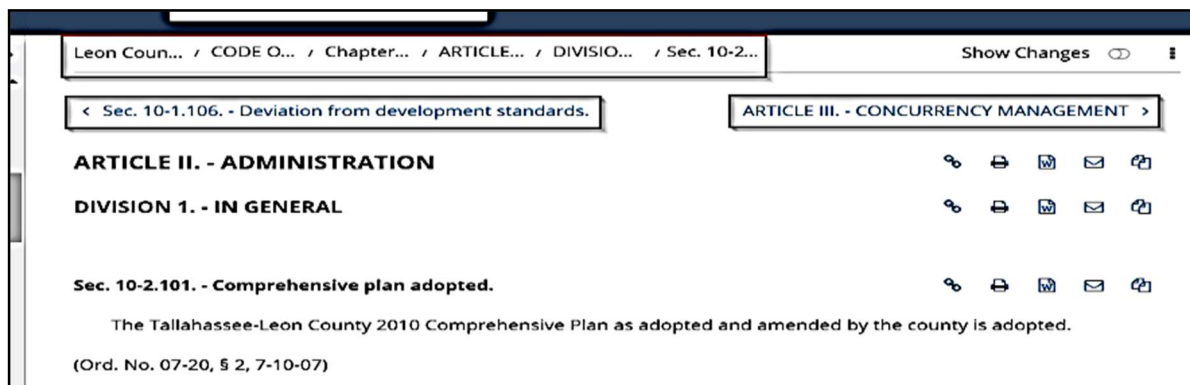 Leon Coun... / CODE O... / Chapter... / ARTICLE... / DIVISIO... / Sec. 10-2... Show Changes
< Sec. 10-1.106. - Deviation from development standards. ARTICLE III. - CONCURRENCY MANAGEMENT >
ARTICLE II. - ADMINISTRATION
DIVISION 1. - IN GENERAL
Sec. 10-2.101. - Comprehensive plan adopted.
The Tallahassee-Leon County 2010 Comprehensive Plan as adopted and amended by the county is adopted.
(Ord. No. 07-20, § 2, 7-10-07)